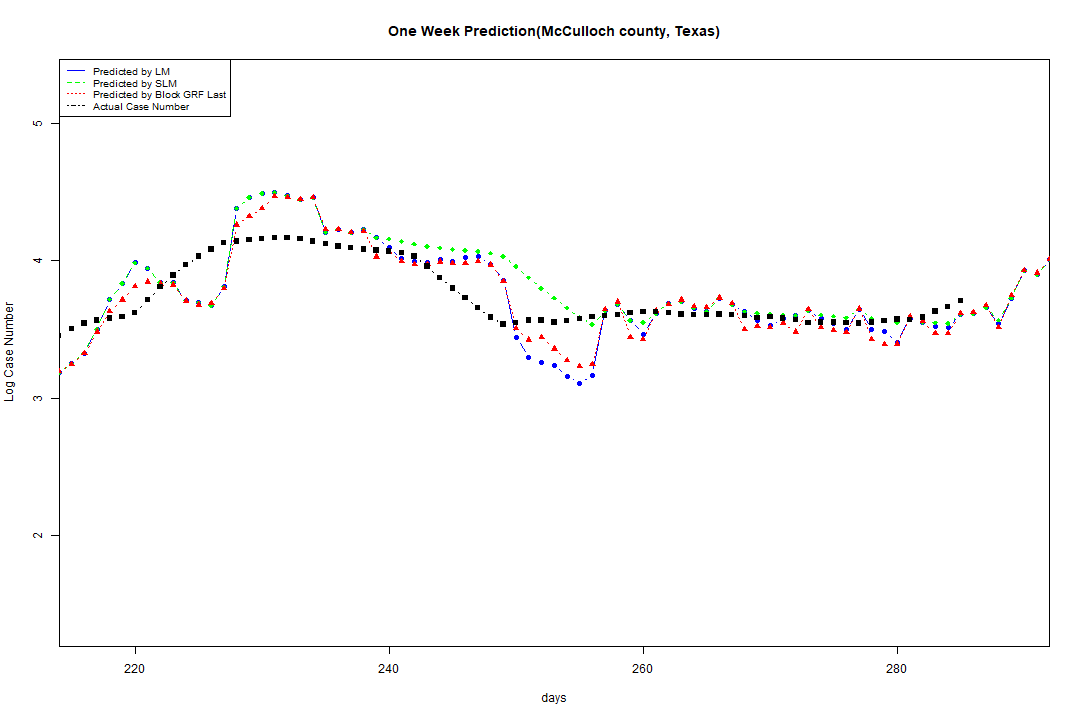 One Week Prediction(McCulloch county, Texas)
Predicted by LM
Predicted by SLM
Predicted by Block GRF Last
Actual Case Number
5
4
3
2
Log Case Number
220
240
260
280
days